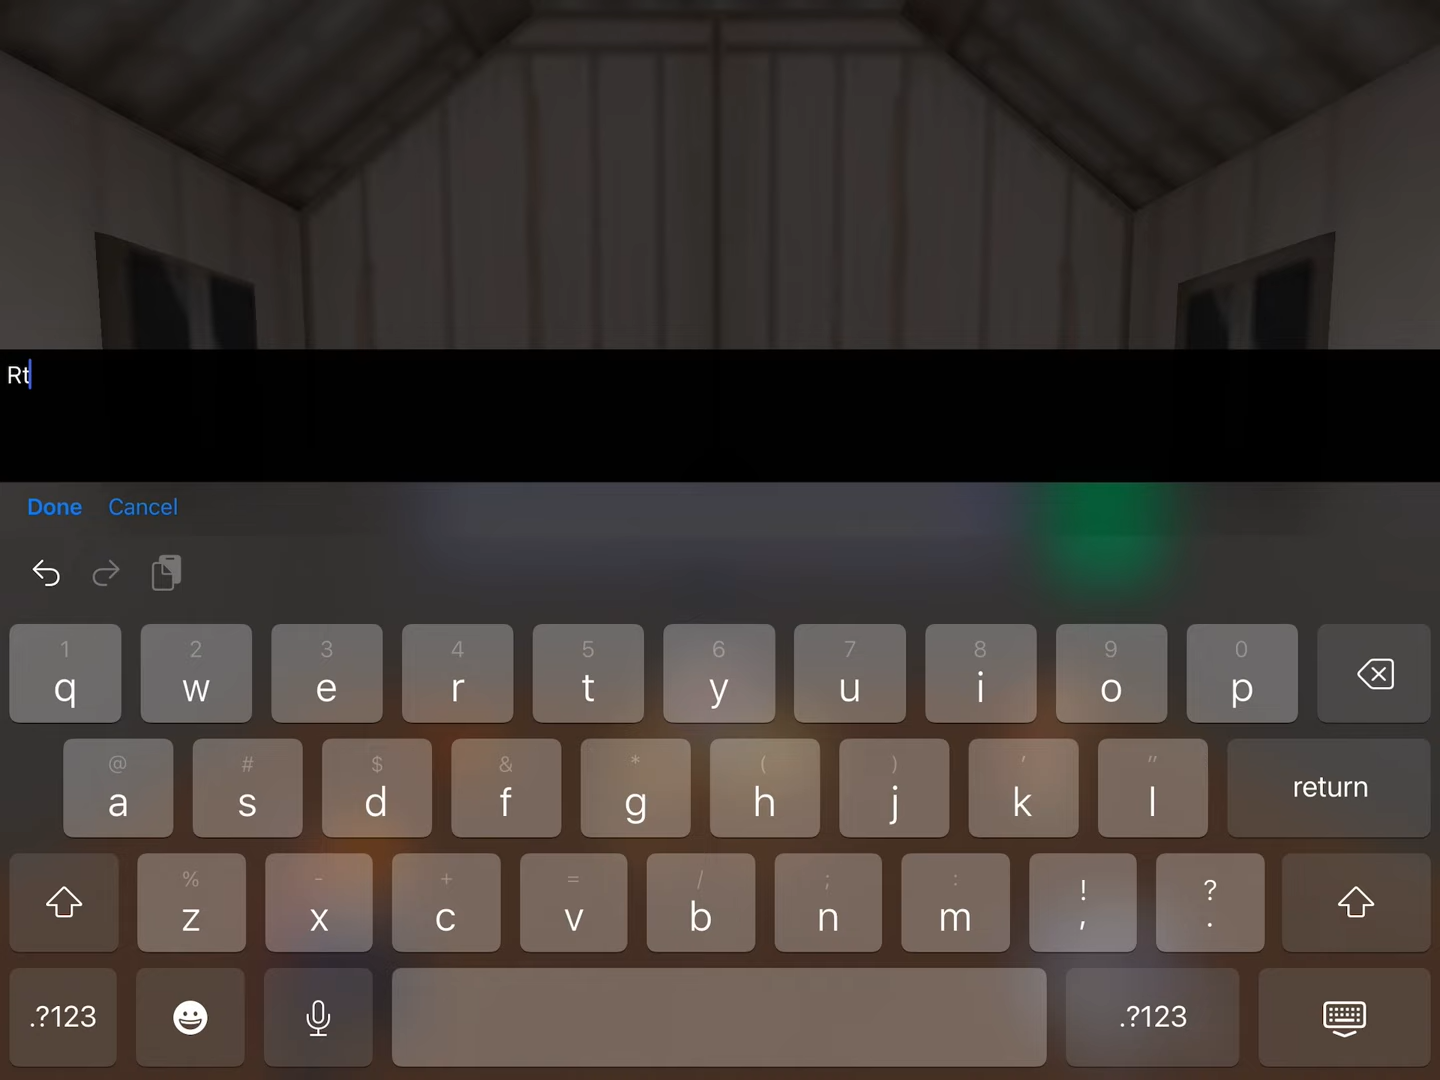 Rt
Done Cancel
1 2 3 4 5 6 7 8 9 0
q w e r t y u i o p
@ # $ & * ( ) ' "
a s d f g h j k l return
% - + = / ; : ! ?
z x c v b n m , .
.?123 .?123